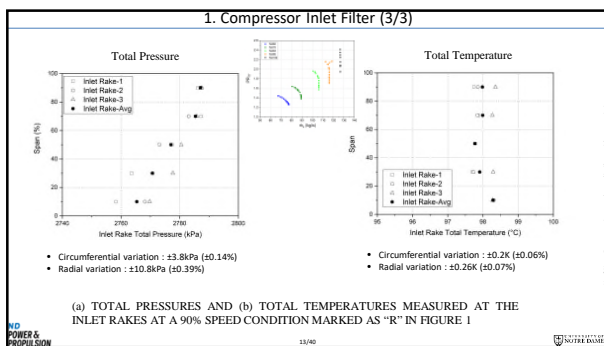 1. Compressor Inlet Filter (3/3)
Total Pressure
Total Temperature
Inlet Rake-1
Inlet Rake-2
Inlet Rake-3
Inlet Rake-Avg
Span (%)
100
80
60
40
20
0
2740
2760
2780
2800
Inlet Rake Total Pressure (kPa)
Inlet Rake-1
Inlet Rake-2
Inlet Rake-3
Inlet Rake-Avg
Span (%)
100
80
60
40
20
0
95
96
97
98
99
100
Inlet Rake Total Temperature (°C)
• Circumferential variation : ±3.8kPa (±0.14%)
• Radial variation : ±10.8kPa (±0.39%)
• Circumferential variation : ±0.2K (±0.06%)
• Radial variation : ±0.26K (±0.07%)
(a) TOTAL PRESSURES AND (b) TOTAL TEMPERATURES MEASURED AT THE
INLET RAKES AT A 90% SPEED CONDITION MARKED AS "R" IN FIGURE 1
ND
POWER &
PROPULSION
13/40
UNIVERSITY OF
NOTRE DAME